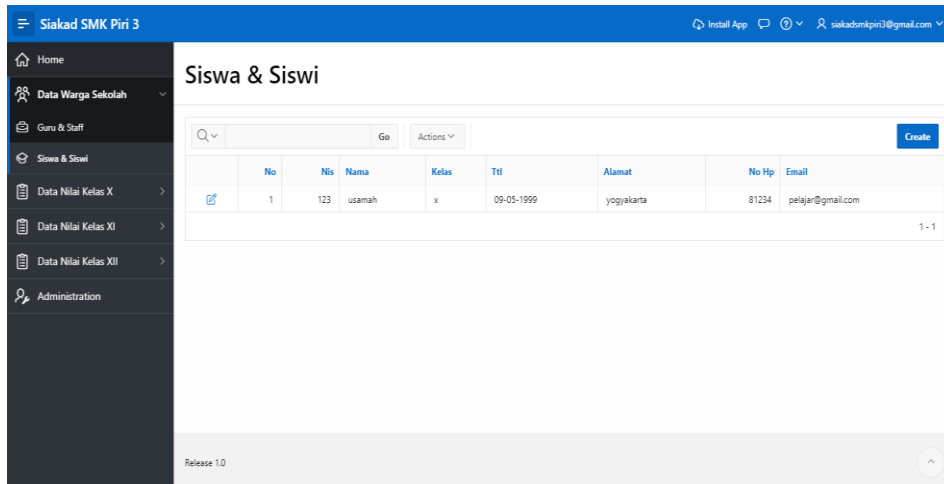 Siakad SMK Piri 3
Install App
siakadsmkpiri3@gmail.com
Home
Data Warga Sekolah
Guru & Staff
Siswa & Siswi
Data Nilai Kelas X
Data Nilai Kelas XI
Data Nilai Kelas XII
Administration
Siswa & Siswi
Go Actions Create
No Nis Nama Kelas Ttl Alamat No Hp Email
1 123 usamah x 09-05-1999 yogyakarta 81234 pelajar@gmail.com
1 - 1
Release 1.0